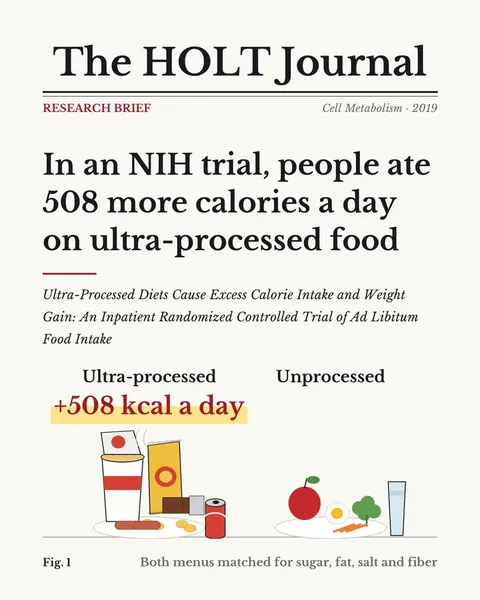 The HOLT Journal
RESEARCH BRIEF
Cell Metabolism · 2019
In an NIH trial, people ate
508 more calories a day
on ultra-processed food
Ultra-Processed Diets Cause Excess Calorie Intake and Weight
Gain: An Inpatient Randomized Controlled Trial of Ad Libitum
Food Intake
Ultra-processed
Unprocessed
+508 kcal a day
Fig. 1
Both menus matched for sugar, fat, salt and fiber